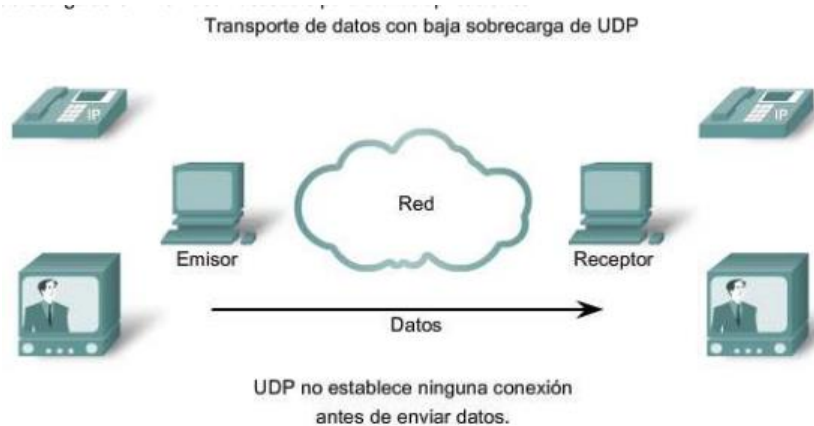 Transporte de datos con baja sobrecarga de UDP
IP
IP
Red
Emisor
Receptor
Datos
UDP no establece ninguna conexión
antes de enviar datos.